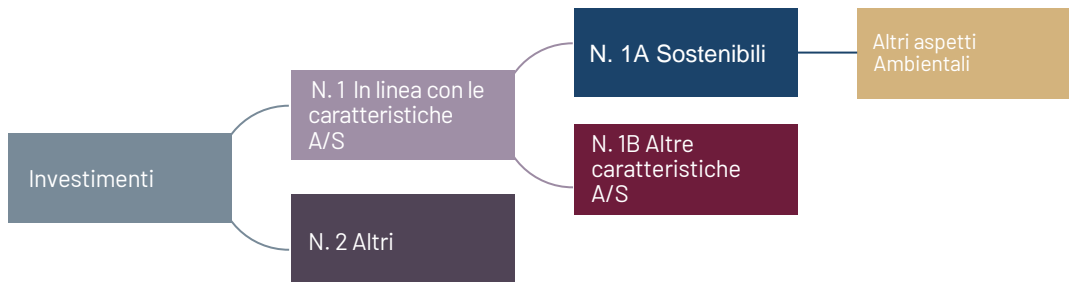 Investimenti
N. 1 In linea con le
caratteristiche
A/S
N. 2 Altri
N. 1A Sostenibili
N. 1B Altre
caratteristiche
A/S
Altri aspetti
Ambientali